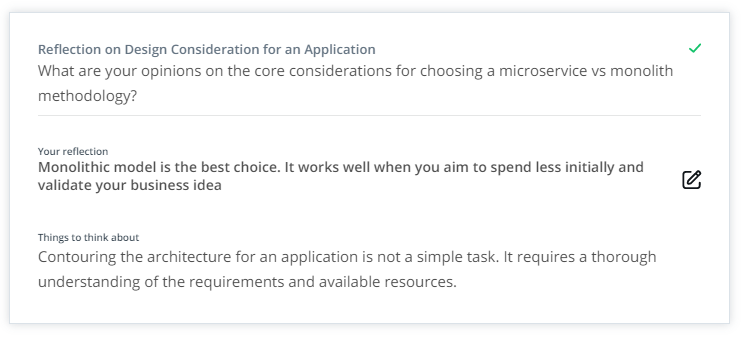 Reflection on Design Consideration for an Application
What are your opinions on the core considerations for choosing a microservice vs monolith
methodology?
Your reflection
Monolithic model is the best choice. It works well when you aim to spend less initially and
validate your business idea
Things to think about
Contouring the architecture for an application is not a simple task. It requires a thorough
understanding of the requirements and available resources.